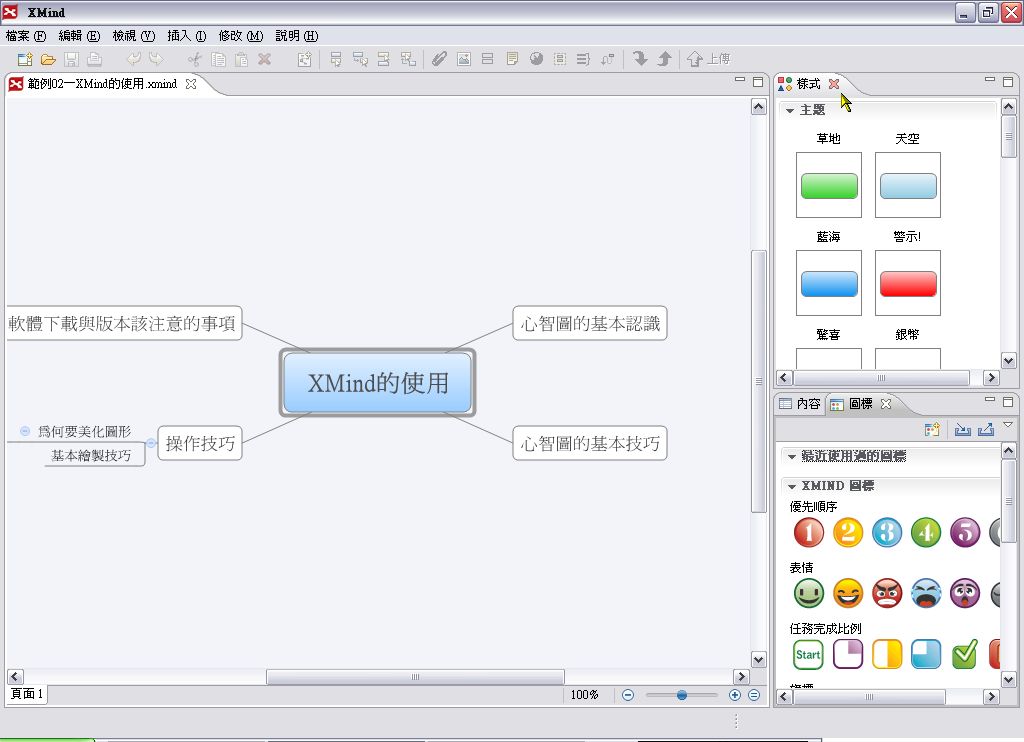 XMind
檔案 (F) 編輯 (E) 檢視 (V) 插入 (I) 修改 (M) 說明 (H)
上傳
範例02—XMind的使用.xmind
樣式
主題
草地 天空
藍海 警示!
驚喜 銀幣
軟體下載與版本該注意的事項
心智圖的基本認識
XMind的使用
為何要美化圖形
基本繪製技巧
操作技巧
心智圖的基本技巧
內容 圖標
最近使用過的圖標
XMIND 圖標
優先順序
1 2 3 4 5
表情
任務完成比例
Start
頁面 1
100%